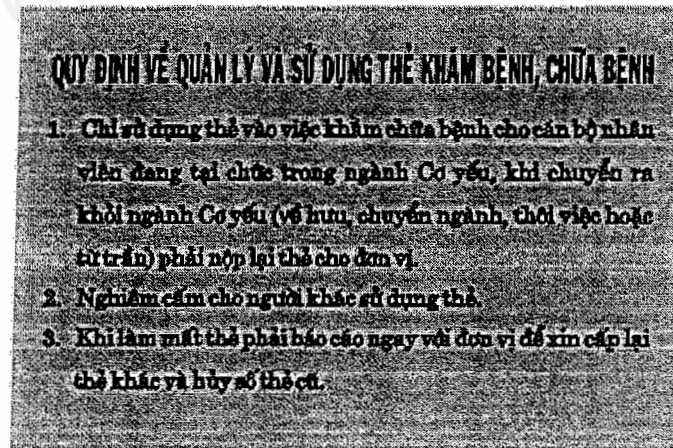 QUY ĐỊNH VỀ QUẢN LÝ VÀ SỬ DỤNG THẺ KHÁM BỆNH, CHỮA BỆNH
1. Chỉ sử dụng thẻ vào việc khám chữa bệnh cho cán bộ nhân
viên đang tại chức trong ngành Cơ yếu, khi chuyển ra
khỏi ngành Cơ yếu (về hưu, chuyển ngành, thôi việc hoặc
từ trần) phải nộp lại thẻ cho đơn vị.
2. Nghiêm cấm cho người khác sử dụng thẻ.
3. Khi làm mất thẻ phải báo cáo ngay với đơn vị để xin cấp lại
thẻ khác và hủy số thẻ cũ.